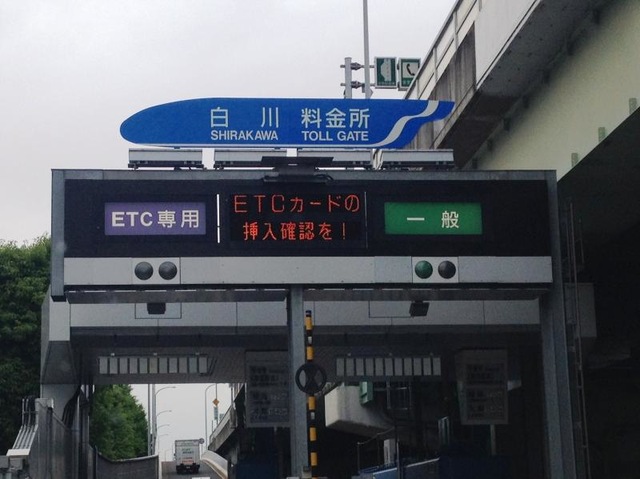 白川 料金所
SHIRAKAWA TOLL GATE
ETC専用
ETCカードの
挿入確認を!
一般